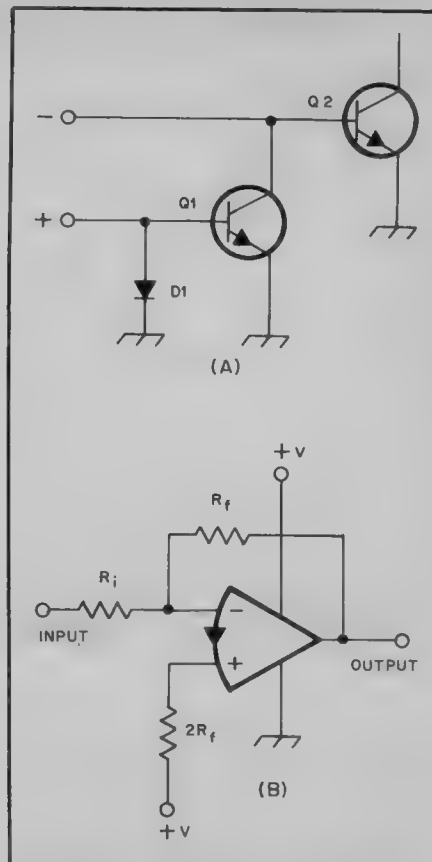 Q2
-
Q1
+
D1
(A)
+V
Rf
Ri
-
INPUT
+
OUTPUT
2Rf
(B)
+V